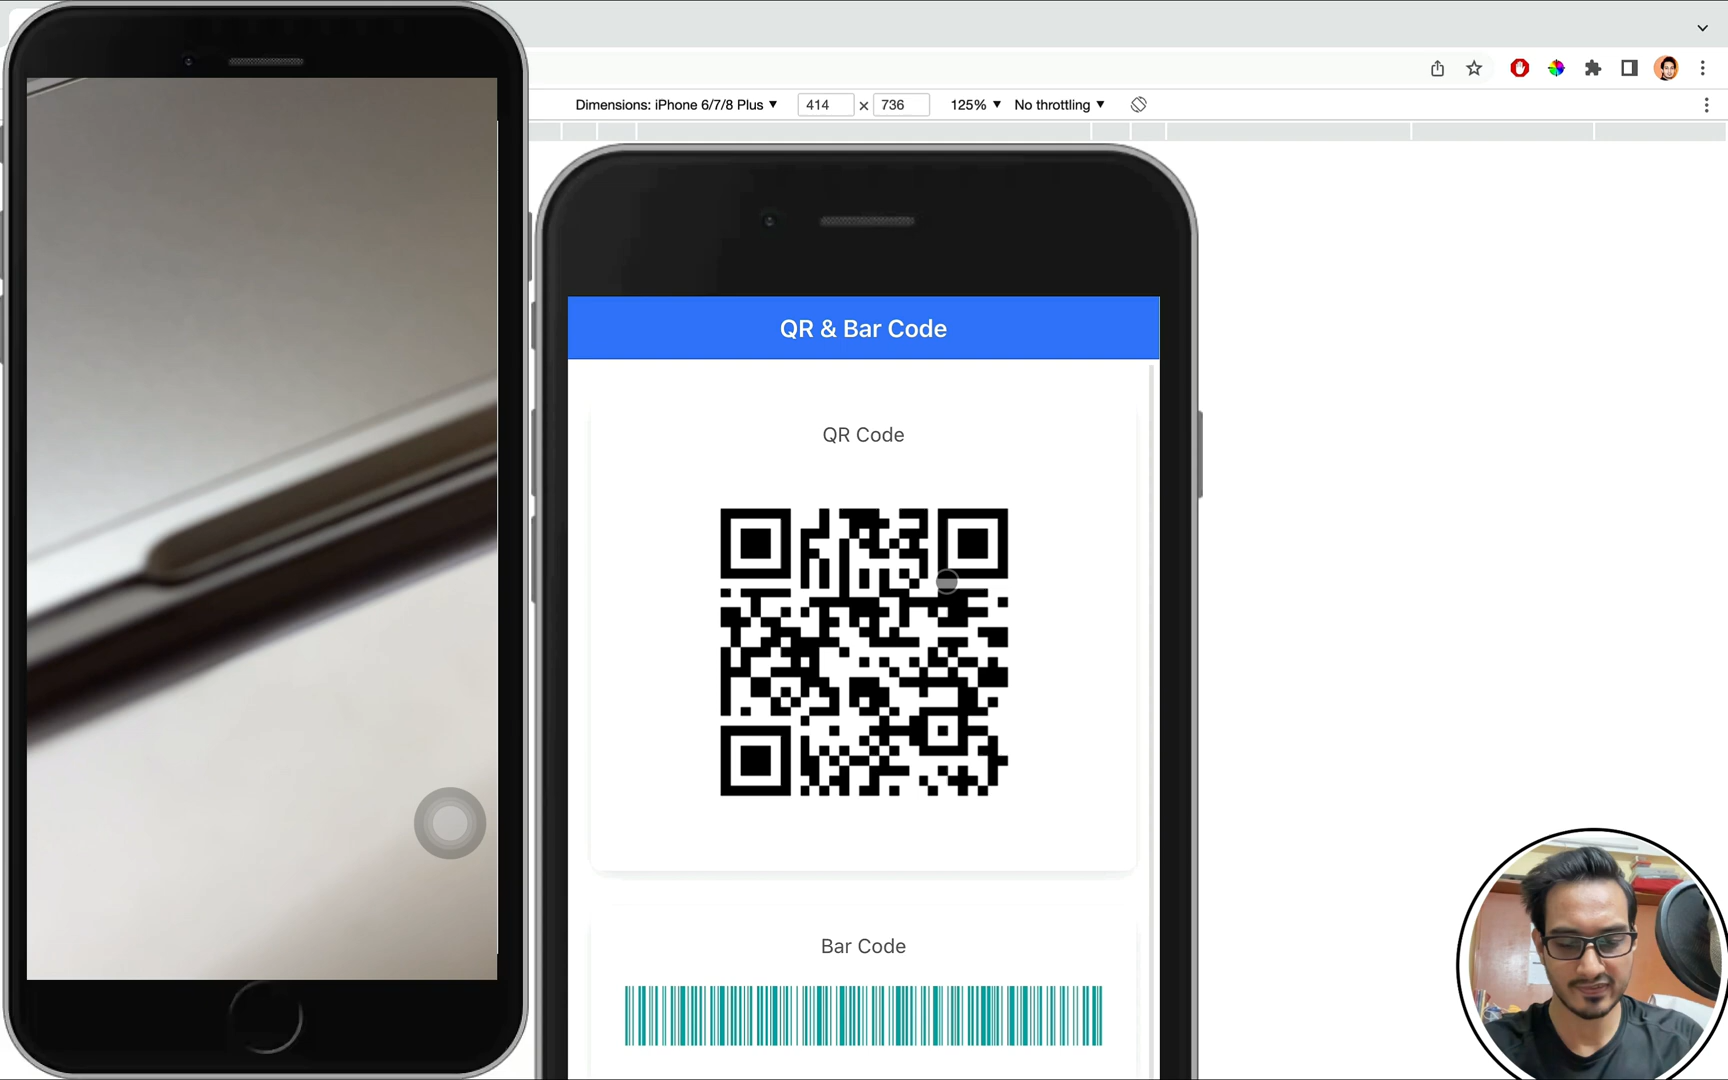 Dimensions: iPhone 6/7/8 Plus ▼ 414 × 736 125% ▼ No throttling ▼
QR & Bar Code
QR Code
Bar Code